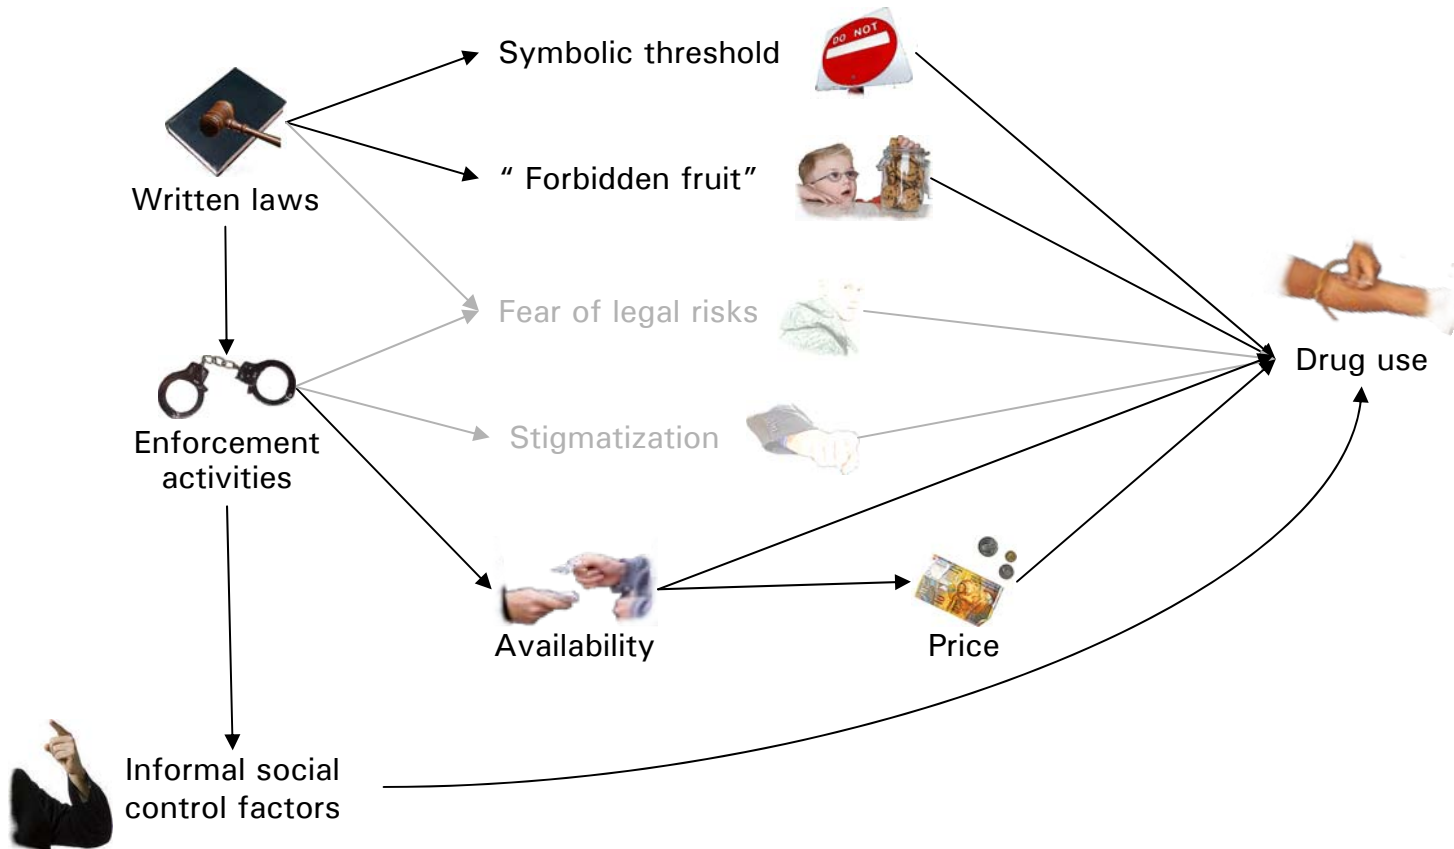 Symbolic threshold
DO NOT
“ Forbidden fruit”
Written laws
Fear of legal risks
Drug use
Enforcement
activities
Stigmatization
Availability
Price
Informal social
control factors